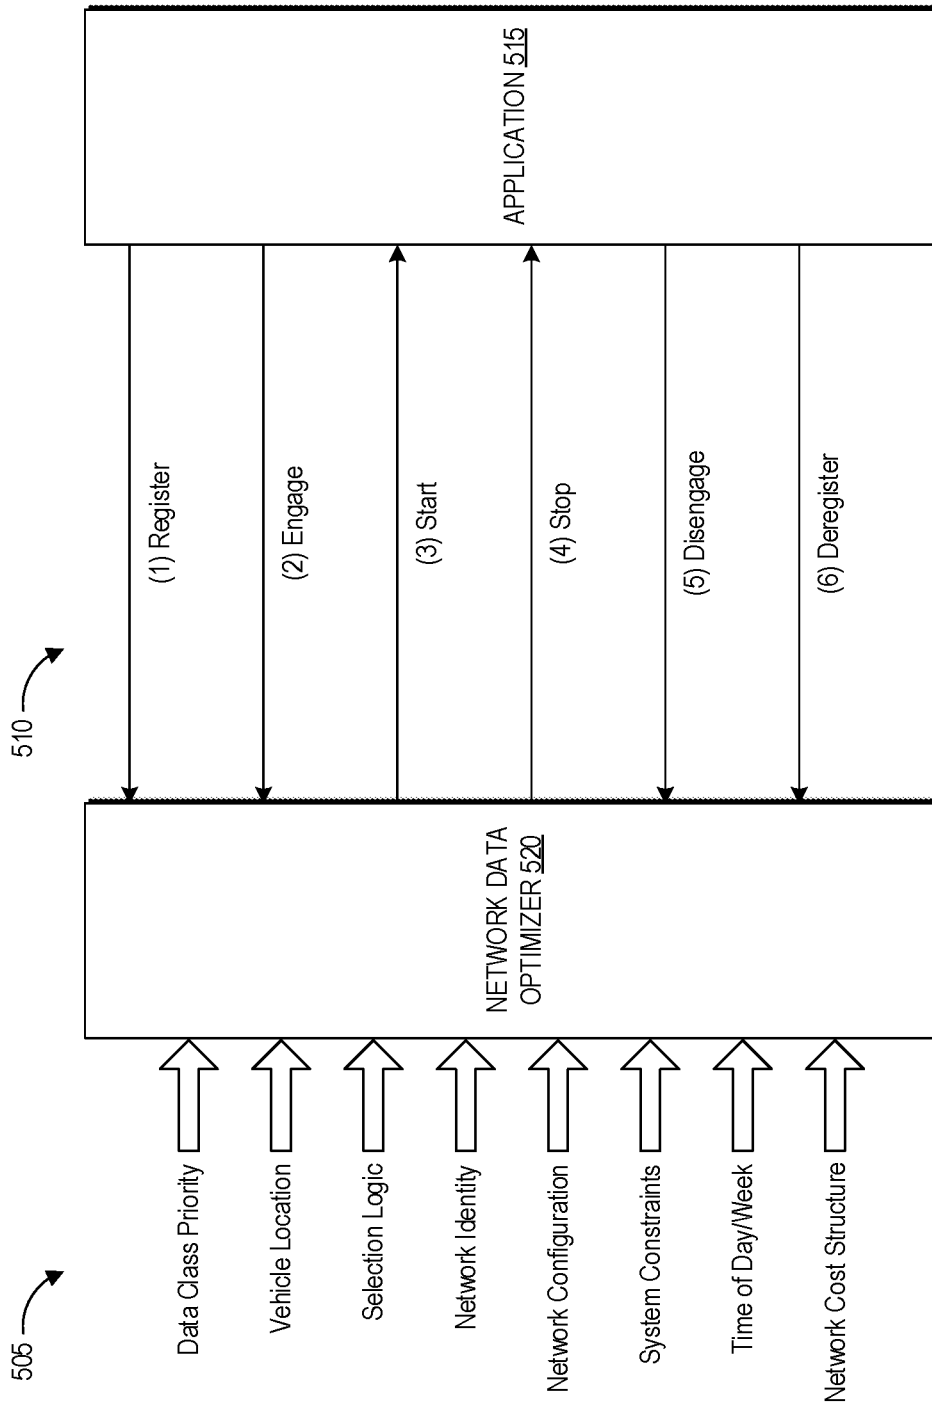 505
510
Data Class Priority
Vehicle Location
Selection Logic
Network Identity
Network Configuration
System Constraints
Time of Day/Week
Network Cost Structure
NETWORK DATA
OPTIMIZER 520
(1) Register
(2) Engage
(3) Start
(4) Stop
(5) Disengage
(6) Deregister
APPLICATION 515